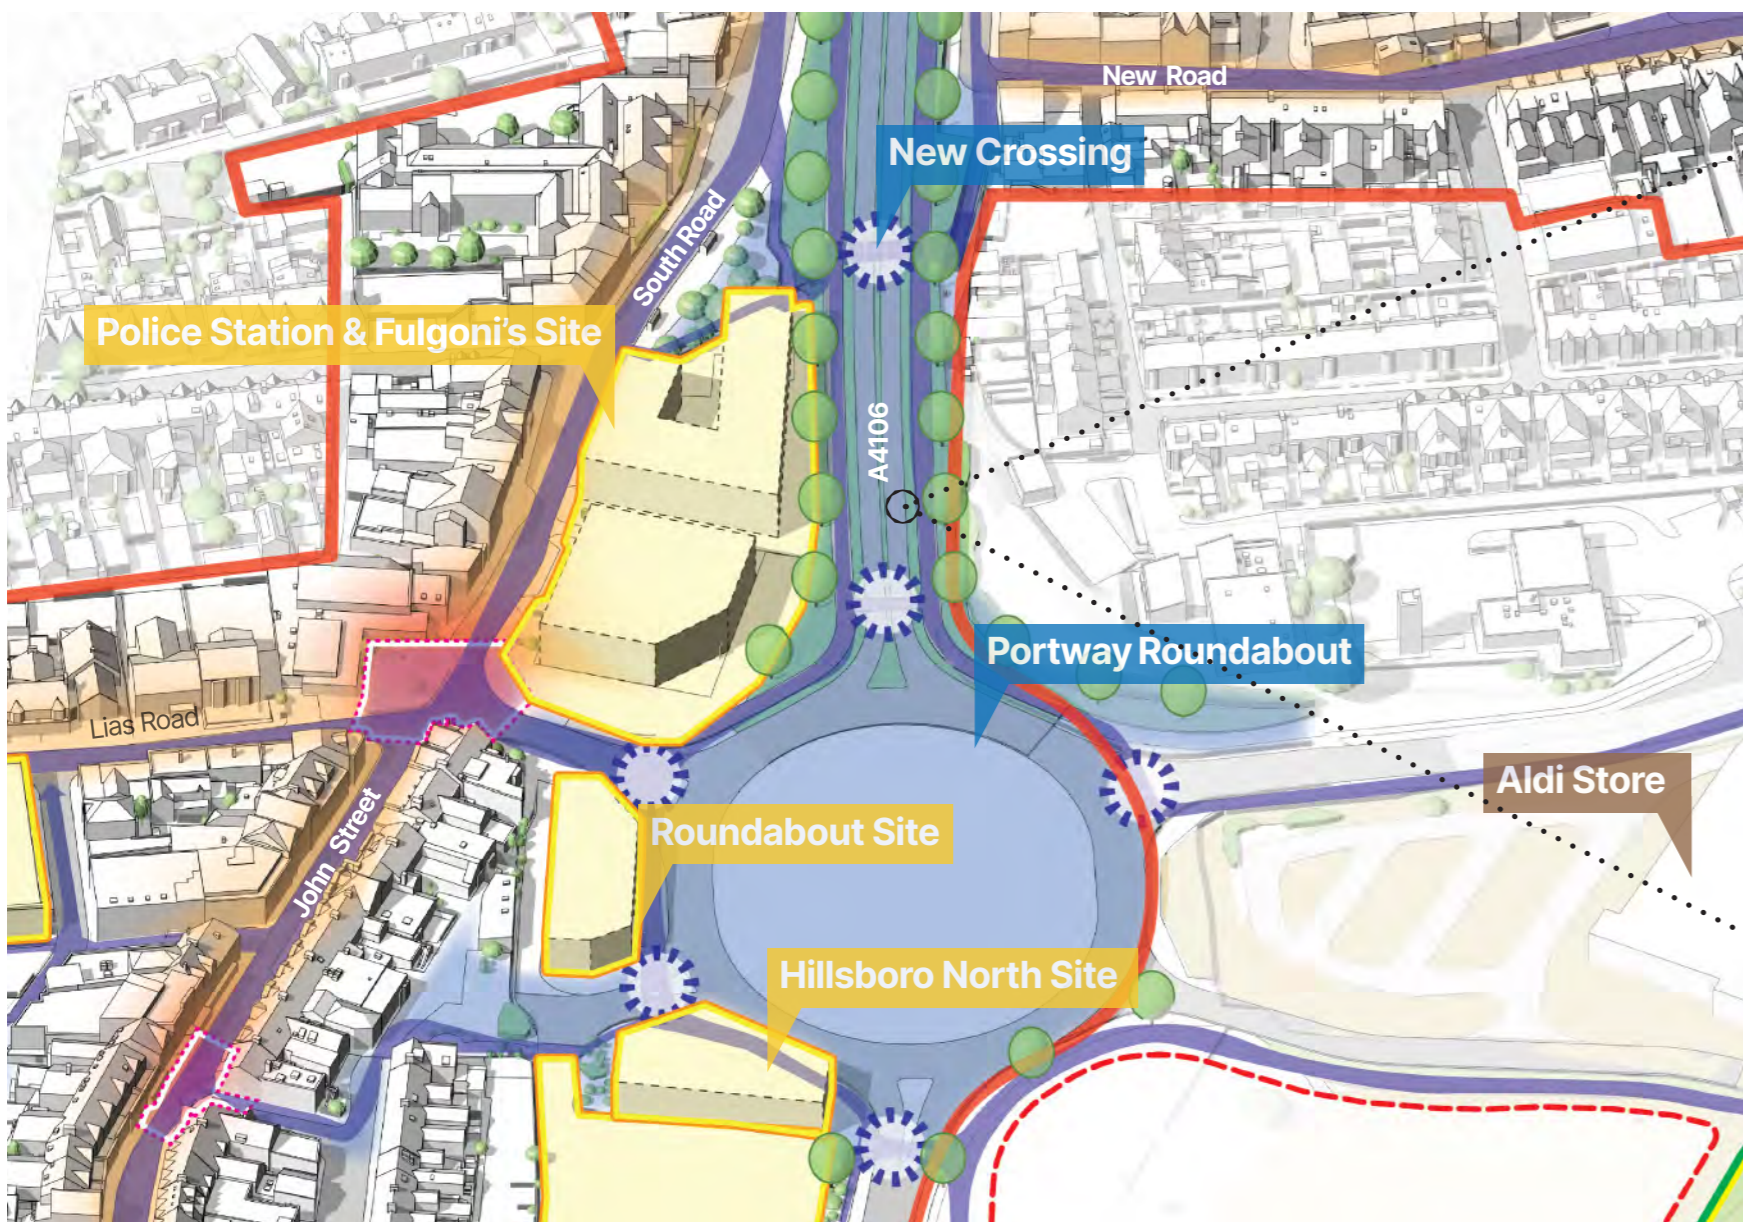 New Road
New Crossing
South Road
Police Station & Fulgoni's Site
A4106
Portway Roundabout
Lias Road
Aldi Store
John Street
Roundabout Site
Hillsboro North Site